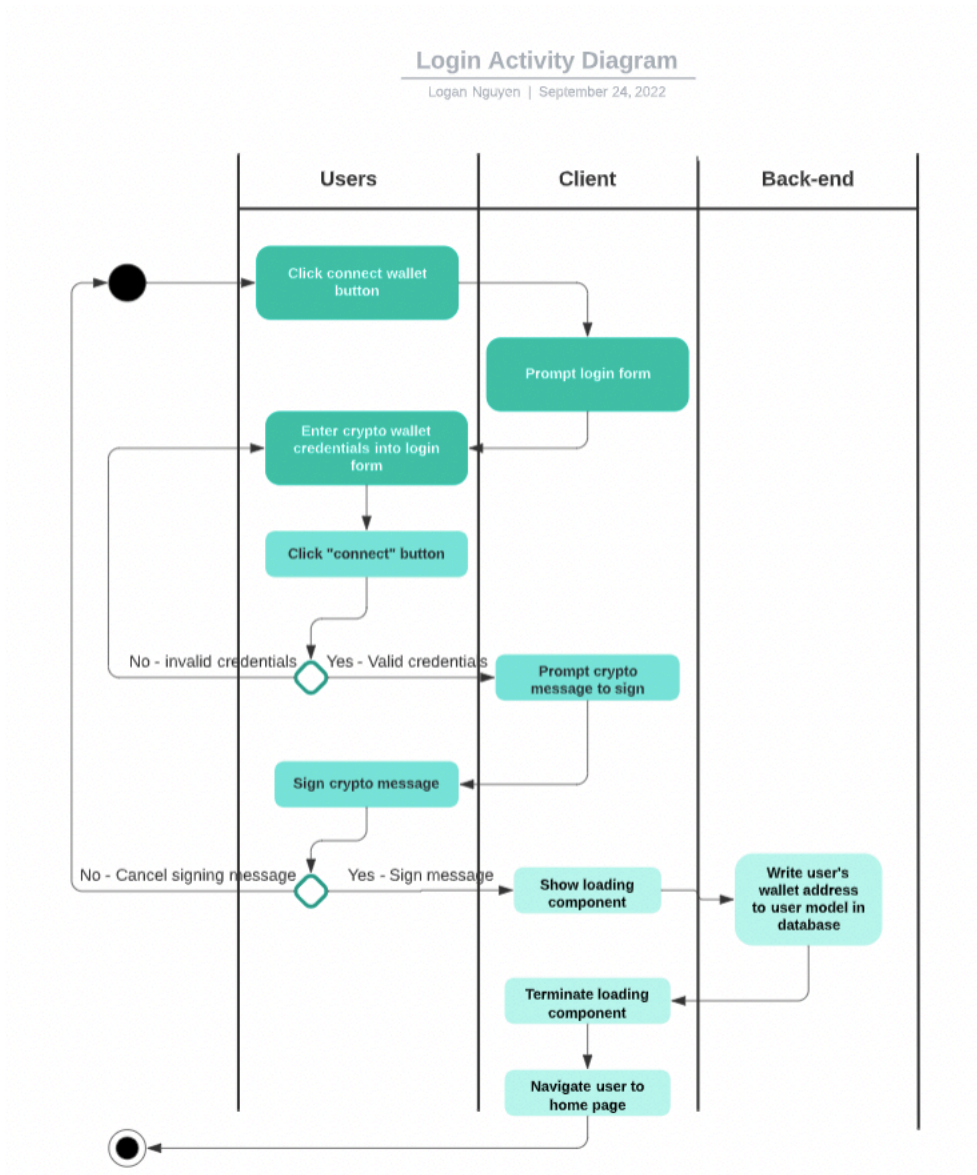 Login Activity Diagram
Logan Nguyen | September 24, 2022
Users
Client
Back-end
Click connect wallet
button
Prompt login form
Enter crypto wallet
credentials into login
form
Click "connect" button
No - invalid credentials
Yes - Valid credentials
Prompt crypto
message to sign
Sign crypto message
No - Cancel signing message
Yes - Sign message
Show loading
component
Write user's
wallet address
to user model in
database
Terminate loading
component
Navigate user to
home page